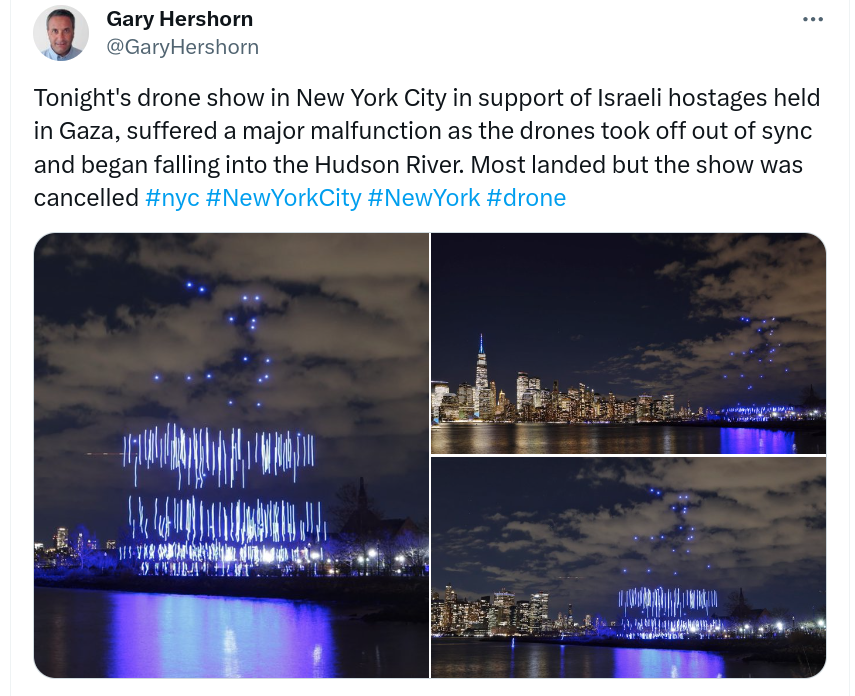 Gary Hershorn
@GaryHershorn
Tonight's drone show in New York City in support of Israeli hostages held
in Gaza, suffered a major malfunction as the drones took off out of sync
and began falling into the Hudson River. Most landed but the show was
cancelled #nyc #NewYorkCity #NewYork #drone